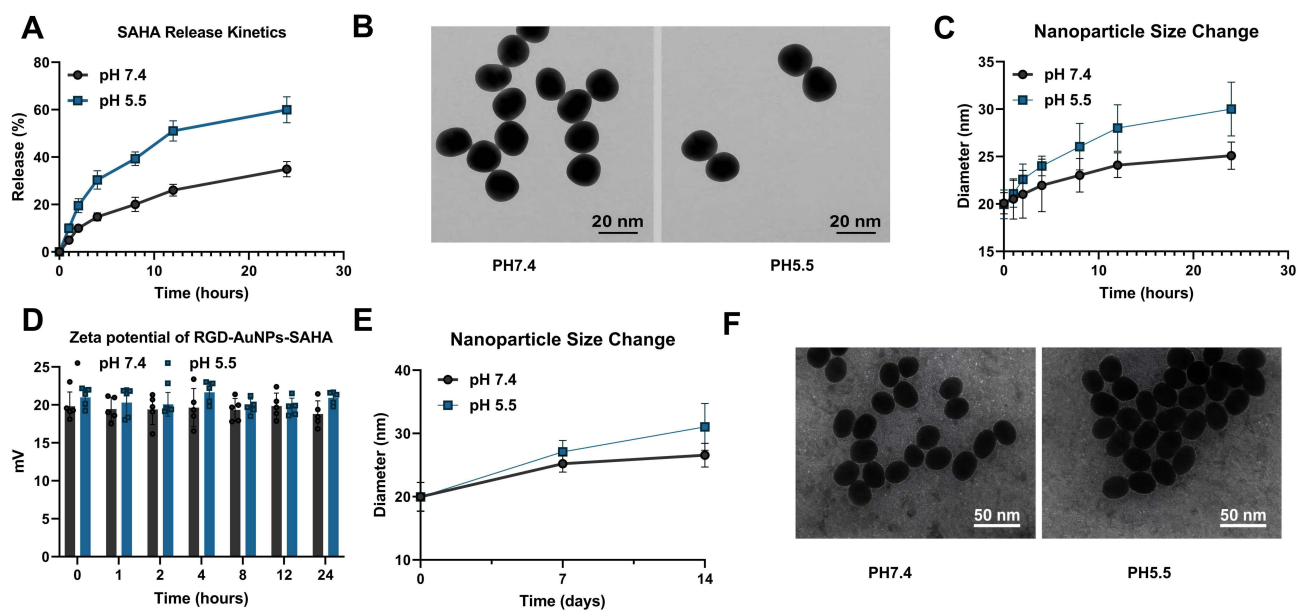 A
SAHA Release Kinetics
pH 7.4
pH 5.5
80
60
40
20
0
Release (%)
0 10 20 30
Time (hours)
B
20 nm
20 nm
PH7.4
PH5.5
C
Nanoparticle Size Change
pH 7.4
pH 5.5
35
30
25
20
15
Diameter (nm)
0 10 20 30
Time (hours)
D
Zeta potential of RGD-AuNPs-SAHA
pH 7.4
pH 5.5
25
20
15
10
5
0
mV
0 1 2 4 8 12 24
Time (hours)
E
Nanoparticle Size Change
pH 7.4
pH 5.5
40
30
20
10
Diameter (nm)
0 7 14
Time (days)
F
50 nm
50 nm
PH7.4
PH5.5